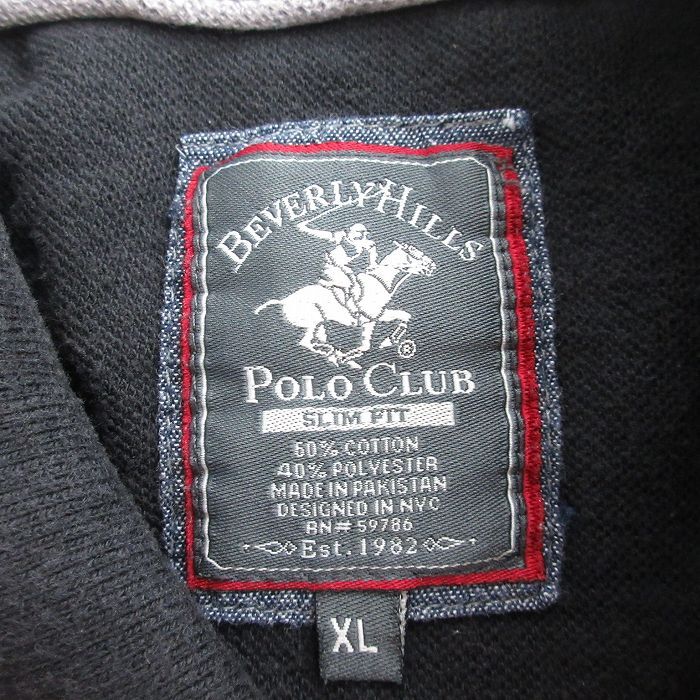 BEVERLY HILLS
®
POLO CLUB
SLIM FIT
60% COTTON
40% POLYESTER
MADE IN PAKISTAN
DESIGNED IN NYC
RN# 59786
Est. 1982
XL